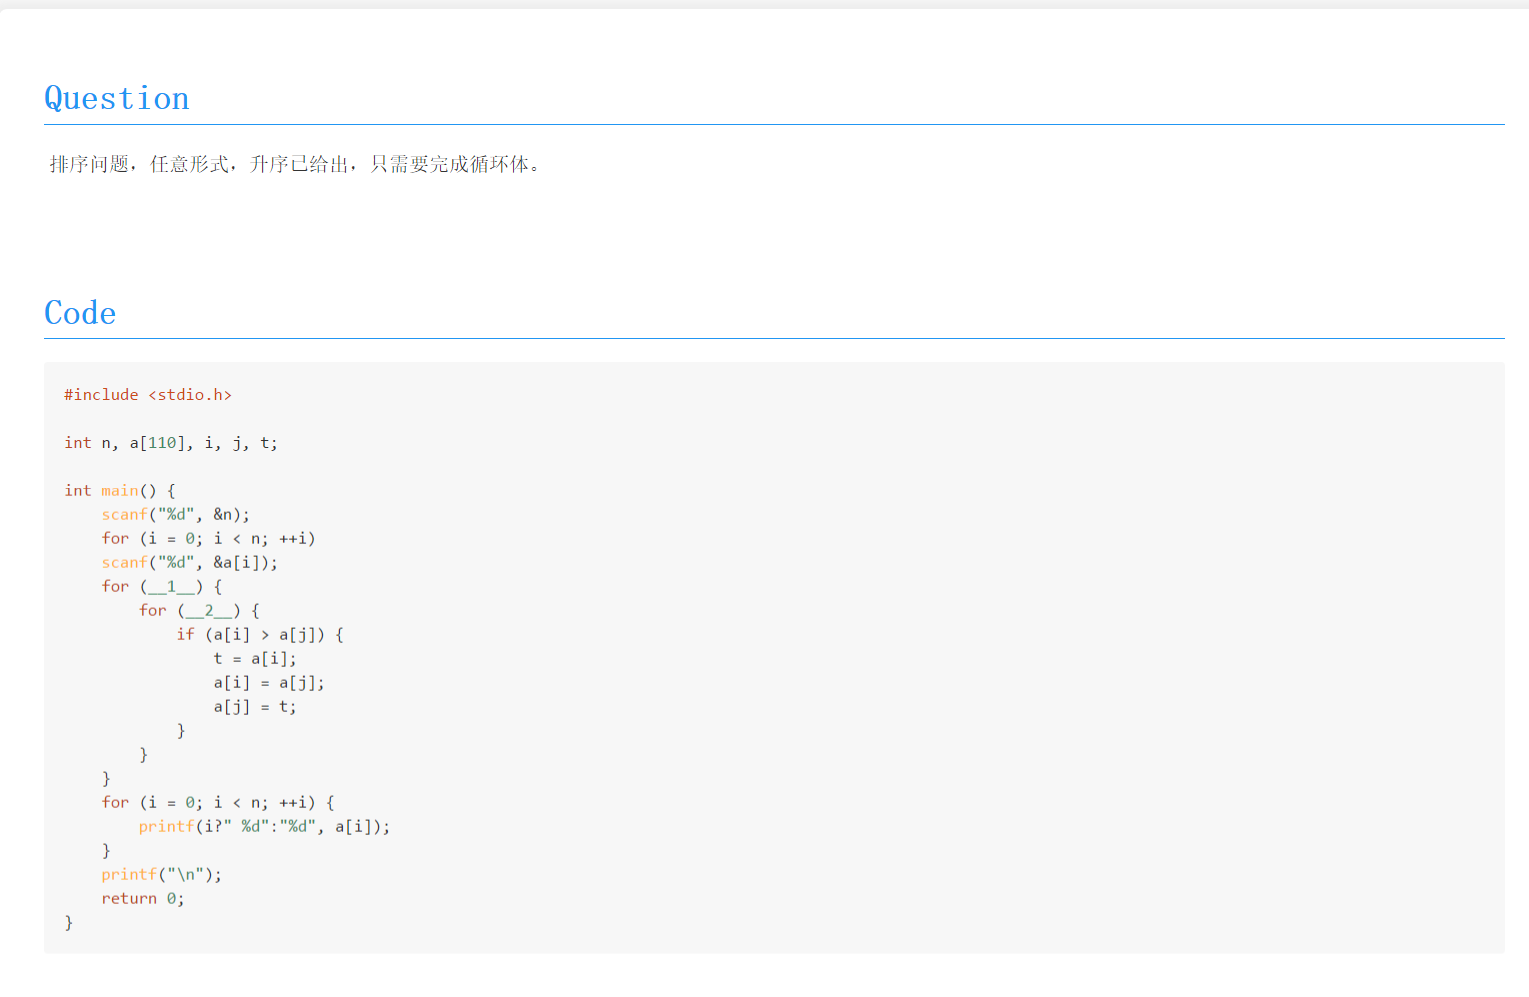 Question
排序问题，任意形式，升序已给出，只需要完成循环体。
Code
#include <stdio.h>
int n, a[110], i, j, t;
int main() {
    scanf("%d", &n);
    for (i = 0; i < n; ++i)
    scanf("%d", &a[i]);
    for (__1__) {
        for (__2__) {
            if (a[i] > a[j]) {
                t = a[i];
                a[i] = a[j];
                a[j] = t;
            }
        }
    }
    for (i = 0; i < n; ++i) {
        printf(i?" %d":"%d", a[i]);
    }
    printf("\n");
    return 0;
}